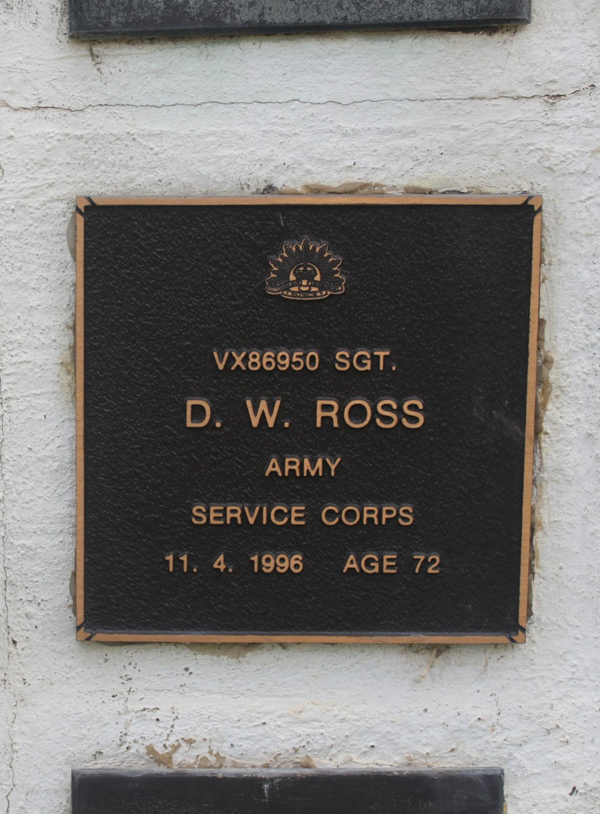 VX86950 SGT.
D. W. ROSS
ARMY
SERVICE CORPS
11. 4. 1996 AGE 72